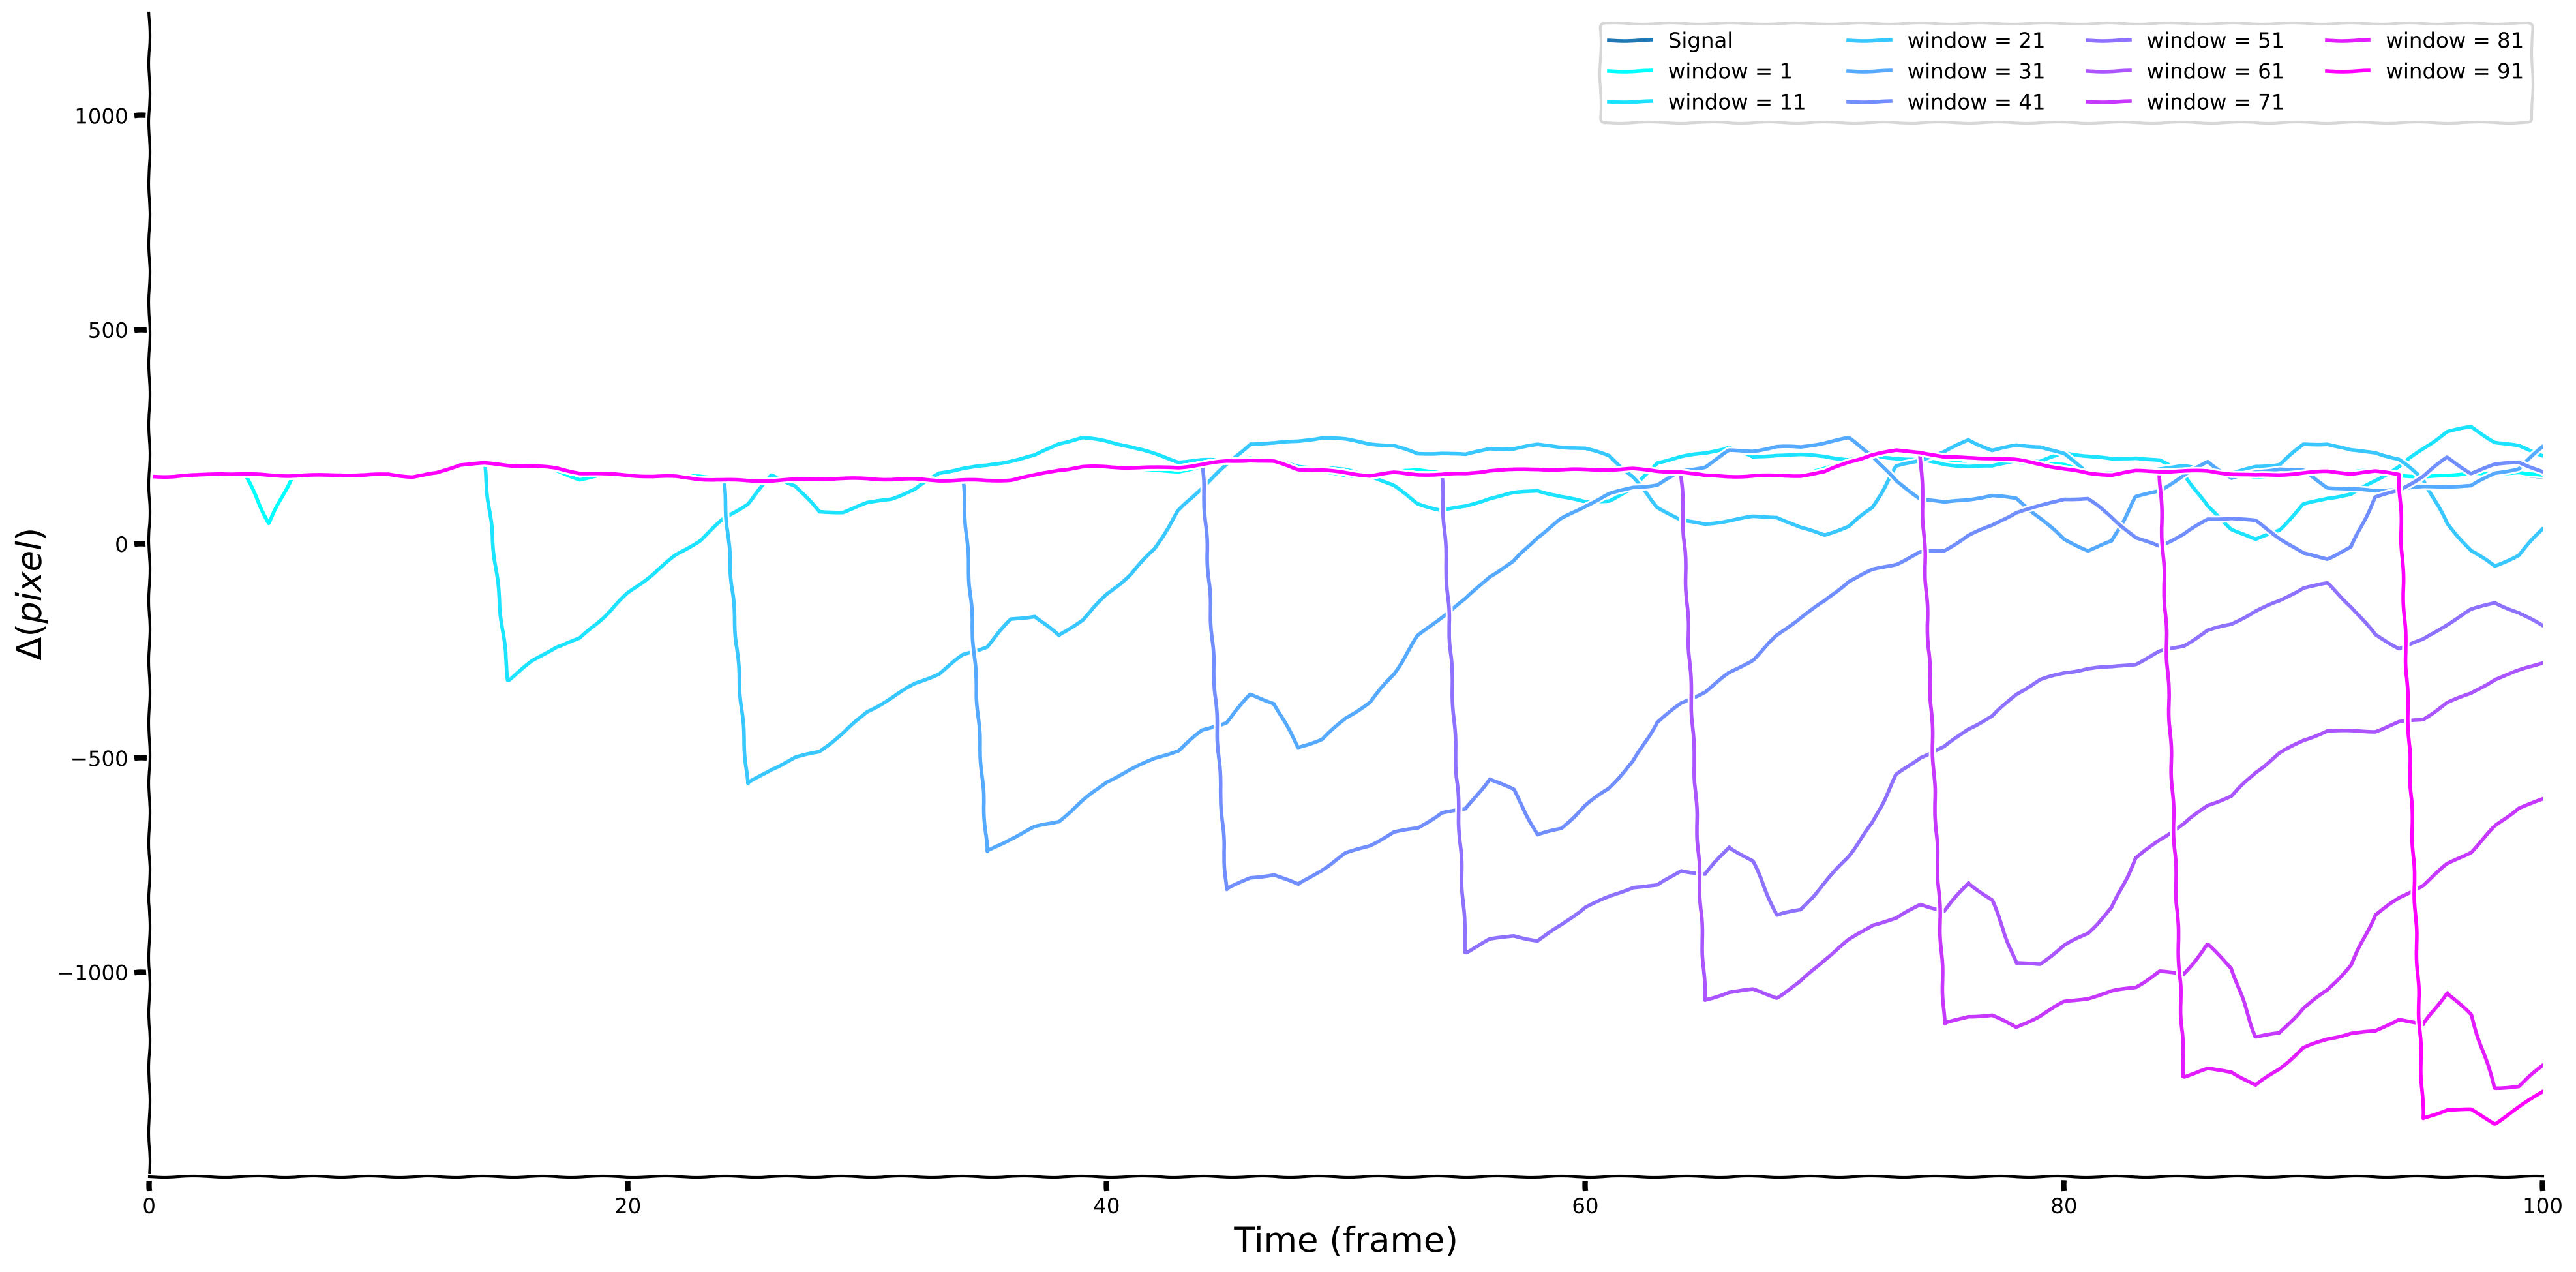 Signal
window = 1
window = 11
window = 21
window = 31
window = 41
window = 51
window = 61
window = 71
window = 81
window = 91
1000
500
0
−500
−1000
Δ(pixel)
0 20 40 60 80 100
Time (frame)